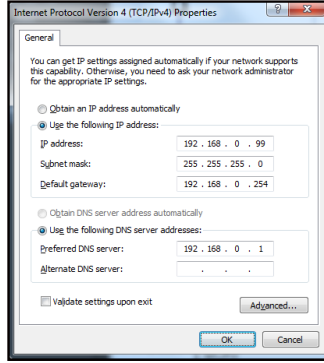 Internet Protocol Version 4 (TCP/IPv4) Properties
General
You can get IP settings assigned automatically if your network supports
this capability. Otherwise, you need to ask your network administrator
for the appropriate IP settings.
Obtain an IP address automatically
Use the following IP address:
IP address: 192 . 168 . 0 . 99
Subnet mask: 255 . 255 . 255 . 0
Default gateway: 192 . 168 . 0 . 254
Obtain DNS server address automatically
Use the following DNS server addresses:
Preferred DNS server: 192 . 168 . 0 . 1
Alternate DNS server: . . .
Validate settings upon exit
Advanced...
OK Cancel